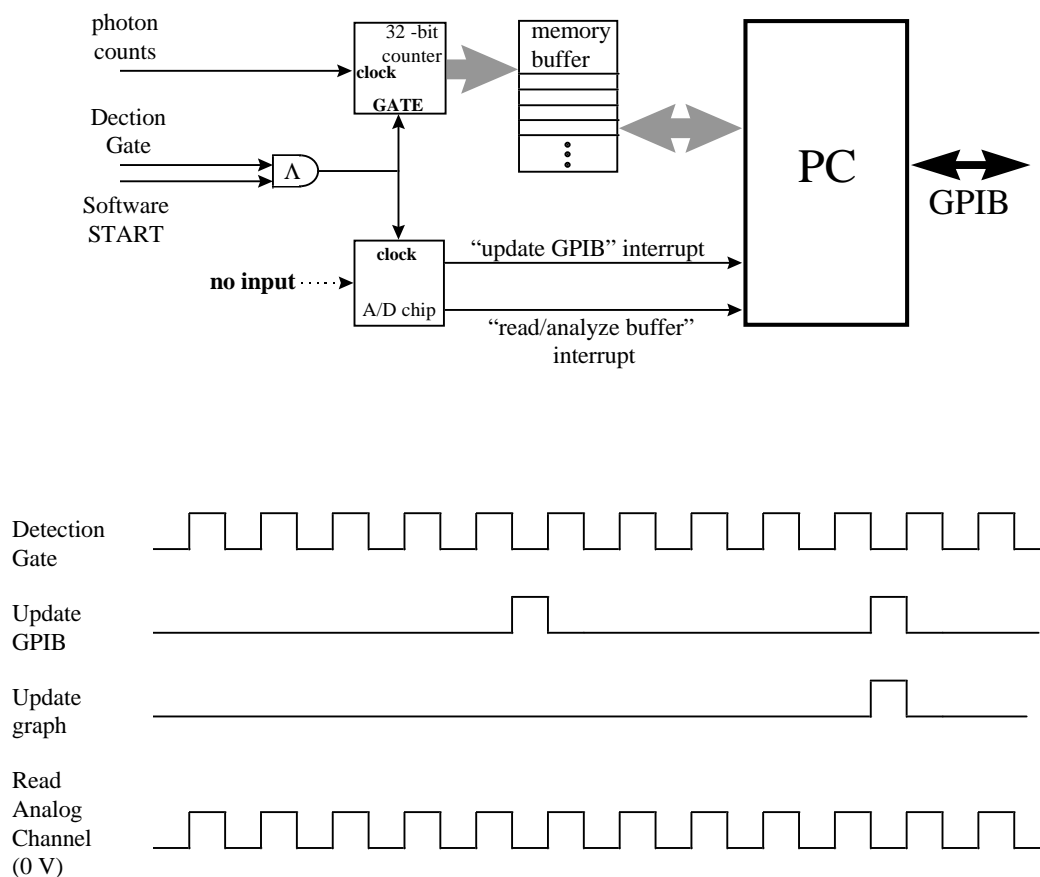 photon
counts
32 -bit
counter
clock
GATE
memory
buffer
Dection
Gate
Λ
Software
START
PC
GPIB
clock
A/D chip
no input
“update GPIB” interrupt
“read/analyze buffer”
interrupt
Detection
Gate
Update
GPIB
Update
graph
Read
Analog
Channel
(0 V)